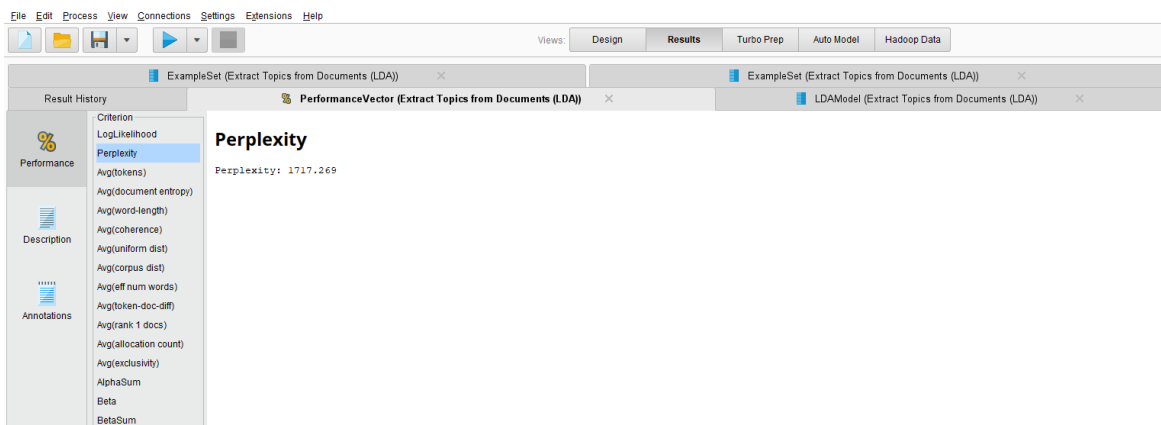 File Edit Process View Connections Settings Extensions Help
Views: Design Results Turbo Prep Auto Model Hadoop Data
ExampleSet (Extract Topics from Documents (LDA)) ExampleSet (Extract Topics from Documents (LDA))
Result History % PerformanceVector (Extract Topics from Documents (LDA)) LDAModel (Extract Topics from Documents (LDA))
%
Performance
Description
Annotations
Criterion
LogLikelihood
Perplexity
Avg(tokens)
Avg(document entropy)
Avg(word-length)
Avg(coherence)
Avg(uniform dist)
Avg(corpus dist)
Avg(eff num words)
Avg(token-doc-diff)
Avg(rank 1 docs)
Avg(allocation count)
Avg(exclusivity)
AlphaSum
Beta
BetaSum
Perplexity
Perplexity: 1717.269